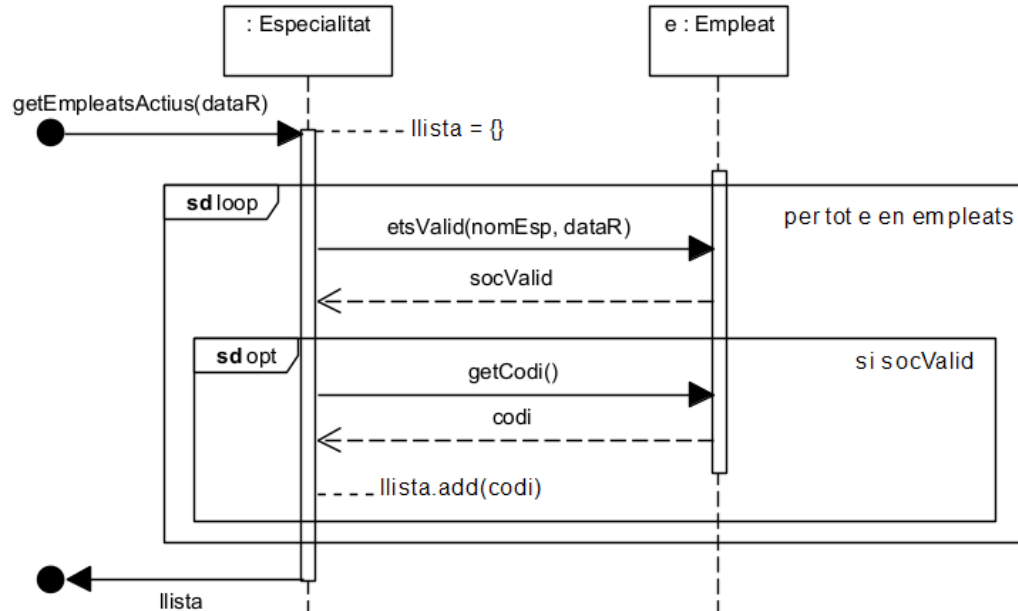 : Especialitat
e : Empleat
getEmpleatsActius(dataR)
llista = {}
sd loop
per tot e en empleats
etsValid(nomEsp, dataR)
socValid
sd opt
si socValid
getCodi()
codi
llista.add(codi)
llista